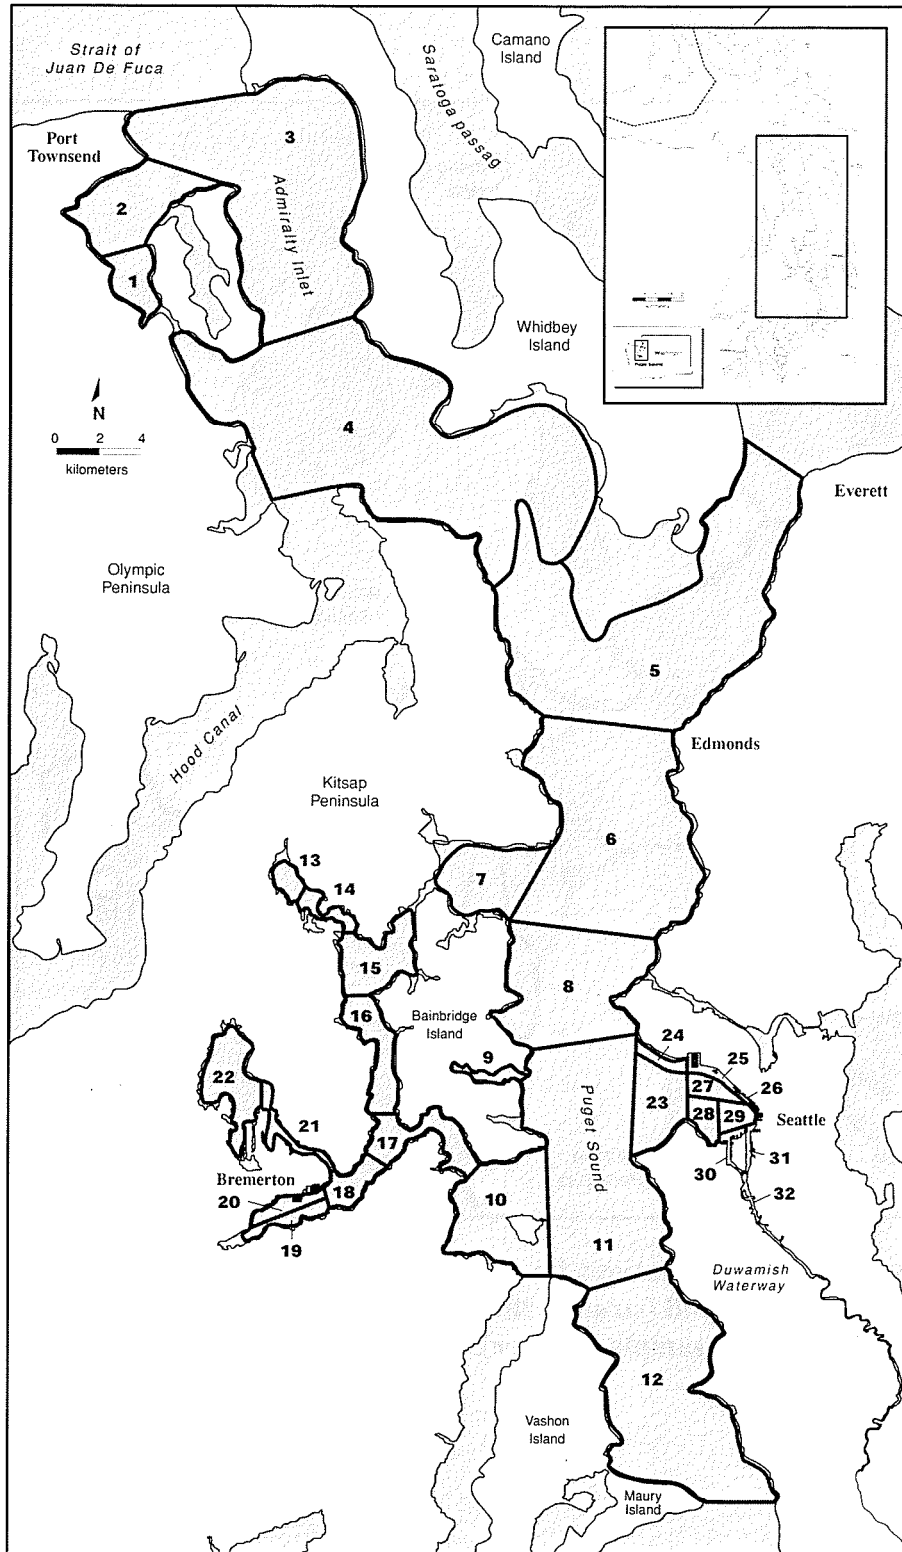 Strait of
Juan De Fuca
Camano
Island
Saratoga passag
Port
Townsend
3
2
Admiralty Inlet
1
Whidbey
Island
N
0 2 4
kilometers
4
Everett
Olympic
Peninsula
5
Edmonds
Hood Canal
Kitsap
Peninsula
6
13
7
14
15
8
Bainbridge
Island
16
9
24
25
22
27
26
Puget Sound
23
28
29
Seattle
21
17
30
31
Bremerton
18
20
10
32
19
11
Duwamish
Waterway
12
Vashon
Island
Maury
Island